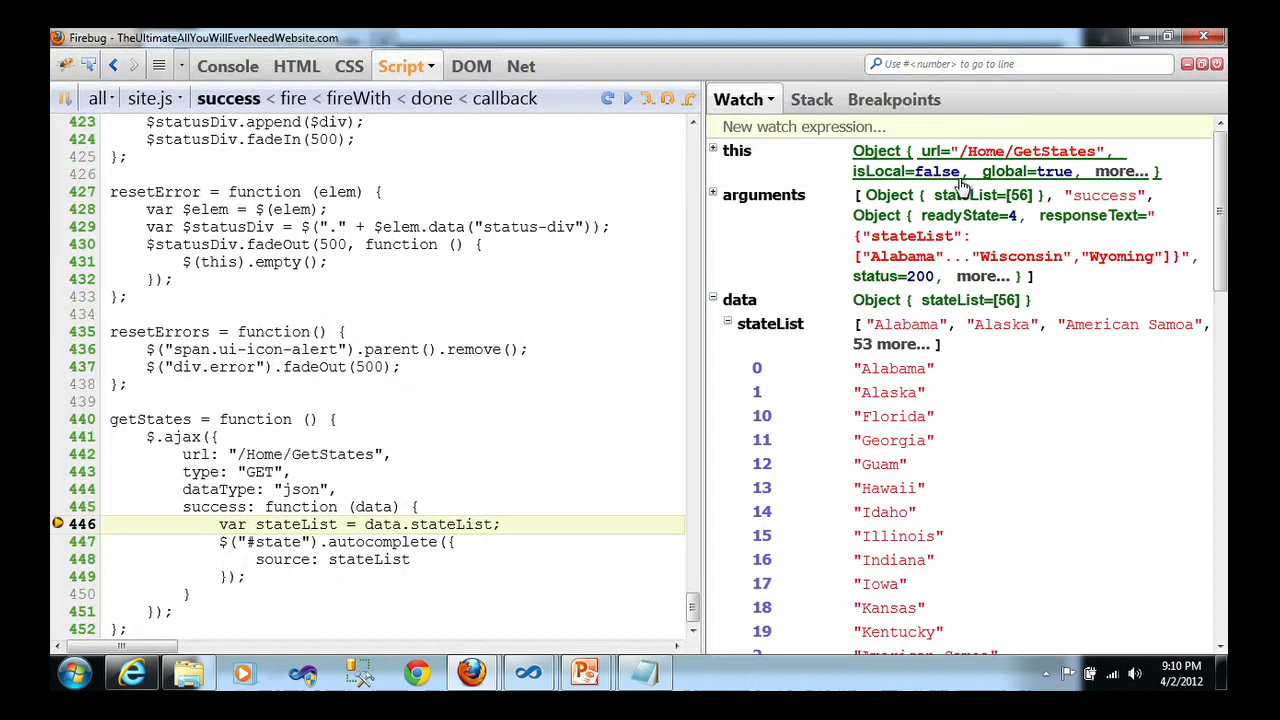 Firebug - TheUltimateAllYouWillEverNeedWebsite.com
Console HTML CSS Script DOM Net
Use #<number> to go to line
all site.js success < fire < fireWith < done < callback
423 $statusDiv.append($div);
424 $statusDiv.fadeIn(500);
425 };
426
427 resetError = function (elem) {
428 var $elem = $(elem);
429 var $statusDiv = $("." + $elem.data("status-div"));
430 $statusDiv.fadeOut(500, function () {
431 $(this).empty();
432 });
433 };
434
435 resetErrors = function() {
436 $("span.ui-icon-alert").parent().remove();
437 $("div.error").fadeOut(500);
438 };
439
440 getStates = function () {
441 $.ajax({
442 url: "/Home/GetStates",
443 type: "GET",
444 dataType: "json",
445 success: function (data) {
446 var stateList = data.stateList;
447 $("#state").autocomplete({
448 source: stateList
449 });
450 }
451 });
452 };
Watch Stack Breakpoints
New watch expression...
this Object { url="/Home/GetStates",
isLocal=false, global=true, more... }
arguments [ Object { stateList=[56] }, "success",
Object { readyState=4, responseText="
{"stateList":
["Alabama"..."Wisconsin","Wyoming"]}",
status=200, more... } ]
data Object { stateList=[56] }
stateList [ "Alabama", "Alaska", "American Samoa",
53 more... ]
0 "Alabama"
1 "Alaska"
10 "Florida"
11 "Georgia"
12 "Guam"
13 "Hawaii"
14 "Idaho"
15 "Illinois"
16 "Indiana"
17 "Iowa"
18 "Kansas"
19 "Kentucky"
2 "American Samoa"
9:10 PM
4/2/2012